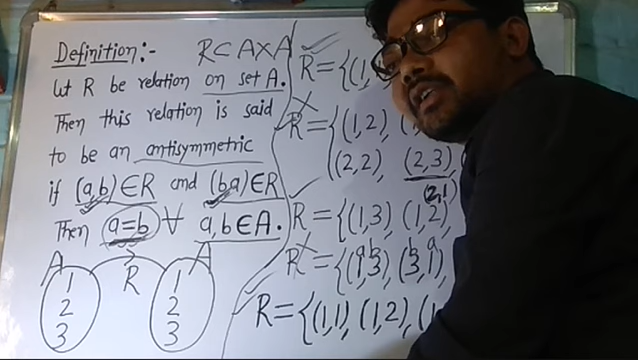 Definition:- R⊂A×A
Let R be relation on set A.
Then this relation is said
to be an antisymmetric
if (a,b)∈R and (b,a)∈R
Then a=b ∀ a,b∈A.
A R A
1 1
2 2
3 3
✓ R={(1,
× R={(1,2), (
(2,2), (2,3), (
(2,1)
✓ R={(1,3) (1,2),
a b b a
R× ={(1,3), (3,1),
R={(1,1), (1,2), (1,